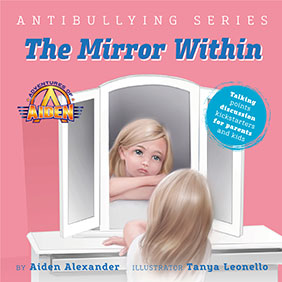 ANTIBULLYING SERIES
The Mirror Within
ADVENTURES OF
AIDEN
Talking
points
discussion
kickstarters
for parents
and kids
BY Aiden Alexander ILLUSTRATOR Tanya Leonello